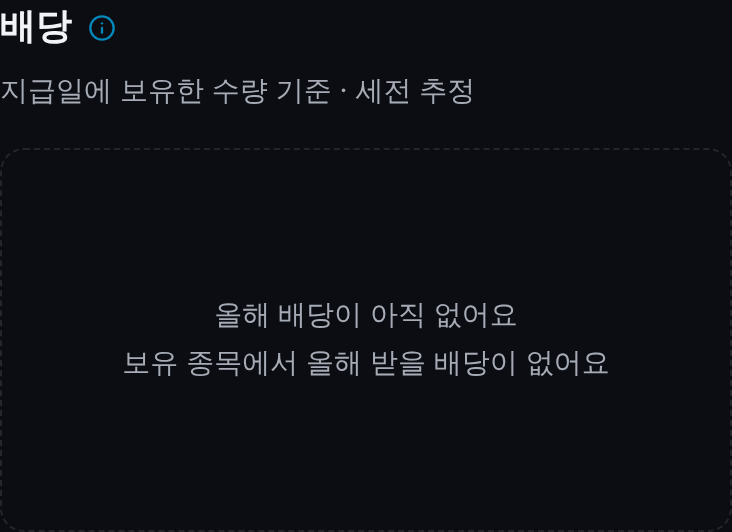 배당
지급일에 보유한 수량 기준 · 세전 추정
올해 배당이 아직 없어요
보유 종목에서 올해 받을 배당이 없어요